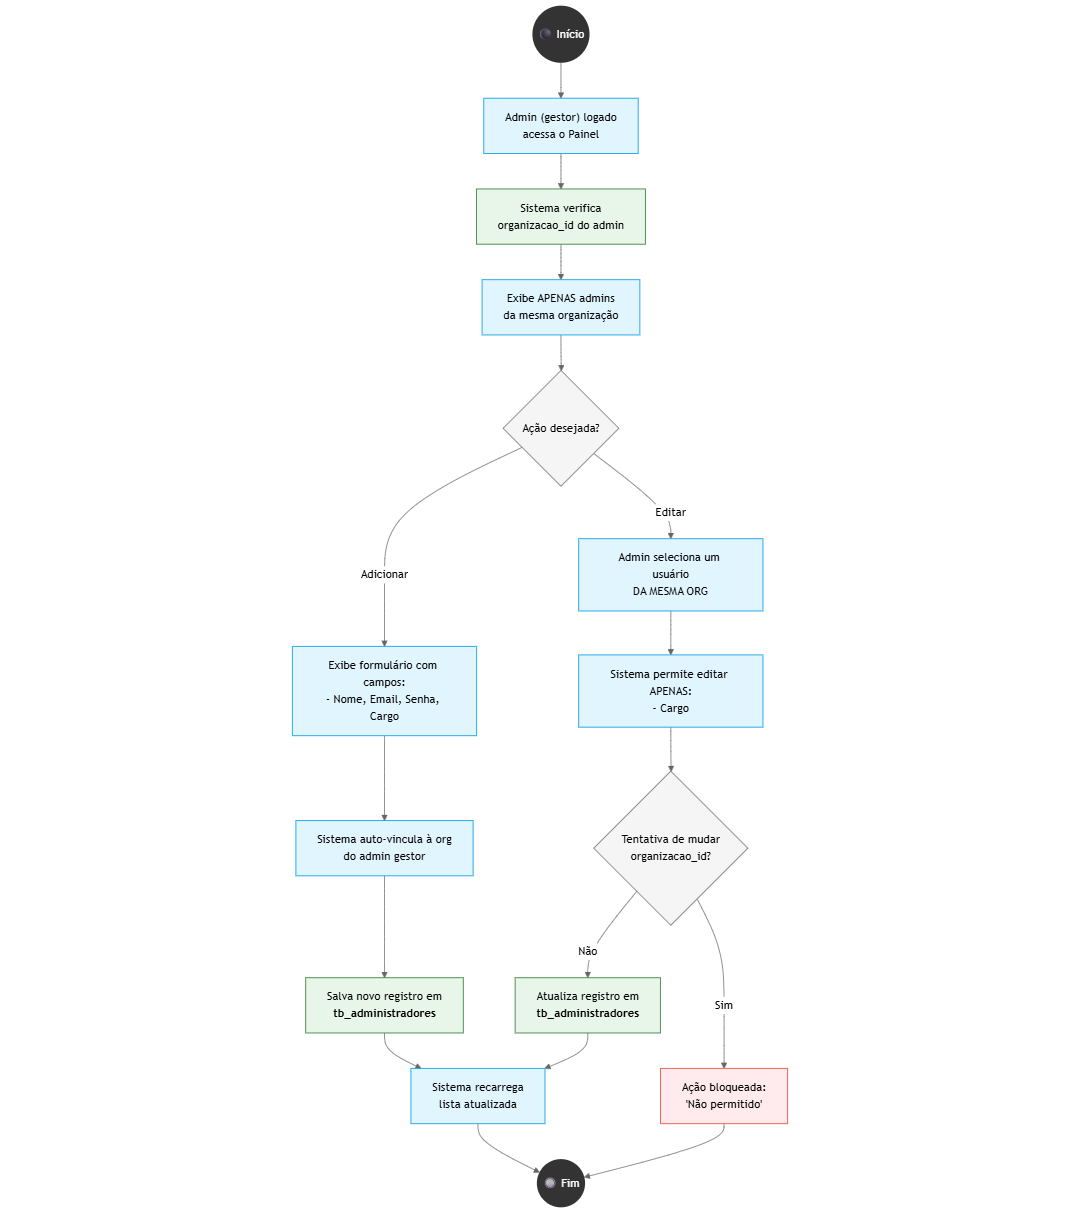 Início
Admin (gestor) logado
acessa o Painel
Sistema verifica
organizacao_id do admin
Exibe APENAS admins
da mesma organização
Ação desejada?
Editar
Admin seleciona um
usuário
DA MESMA ORG
Adicionar
Exibe formulário com
campos:
- Nome, Email, Senha,
Cargo
Sistema permite editar
APENAS:
- Cargo
Sistema auto-vincula à org
do admin gestor
Tentativa de mudar
organizacao_id?
Não
Sim
Salva novo registro em
tb_administradores
Atualiza registro em
tb_administradores
Sistema recarrega
lista atualizada
Ação bloqueada:
'Não permitido'
Fim